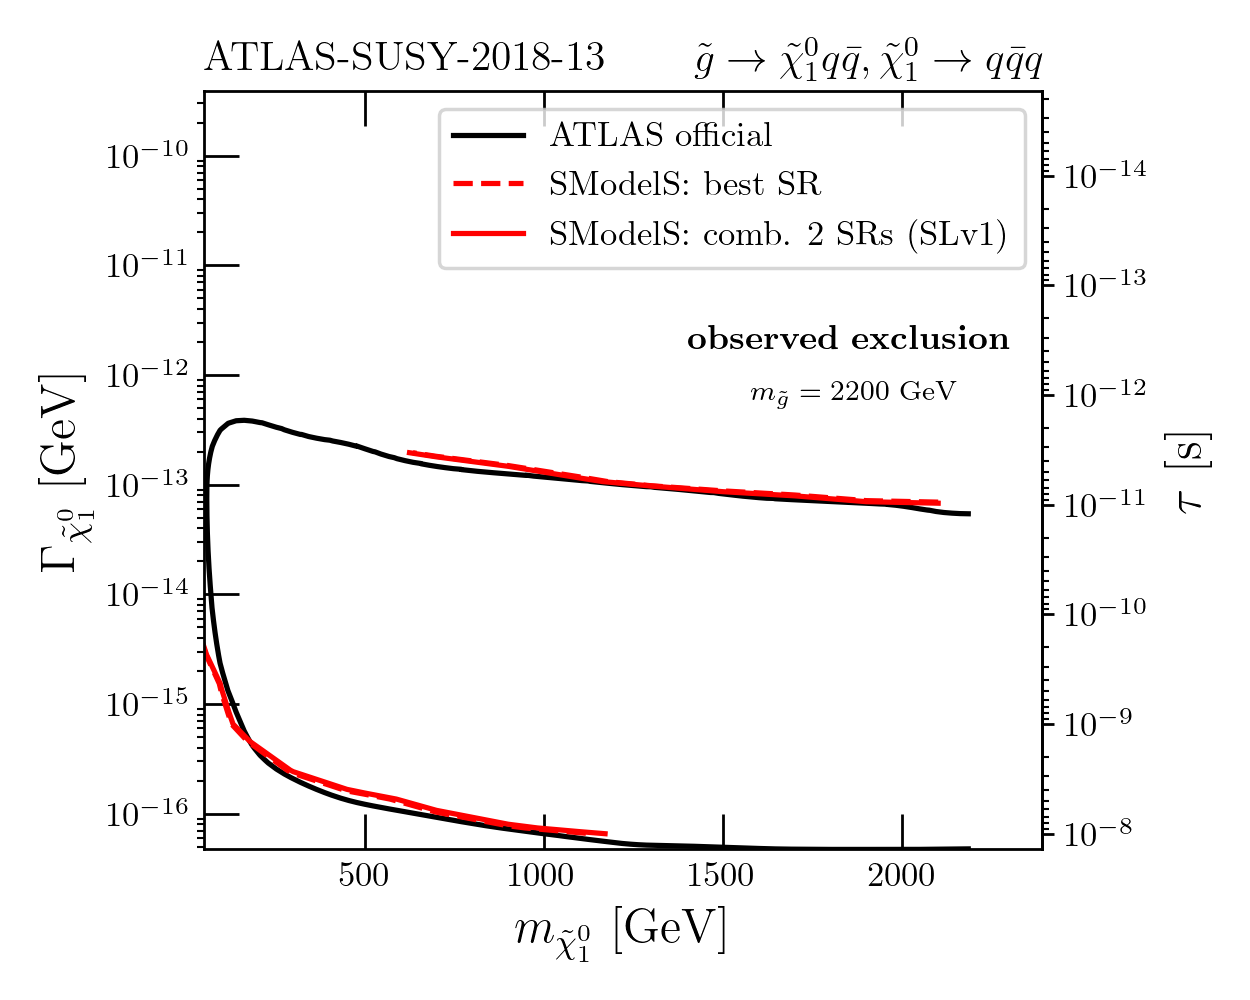 ATLAS-SUSY-2018-13
g̃ → χ̃₁⁰qq̄, χ̃₁⁰ → qq̄q
ATLAS official
SModelS: best SR
SModelS: comb. 2 SRs (SLv1)
observed exclusion
m_g̃ = 2200 GeV
10⁻¹⁰
10⁻¹¹
10⁻¹²
10⁻¹³
10⁻¹⁴
10⁻¹⁵
10⁻¹⁶
Γ_χ̃₁⁰ [GeV]
10⁻¹⁴
10⁻¹³
10⁻¹²
10⁻¹¹
10⁻¹⁰
10⁻⁹
10⁻⁸
τ [s]
500 1000 1500 2000
m_χ̃₁⁰ [GeV]